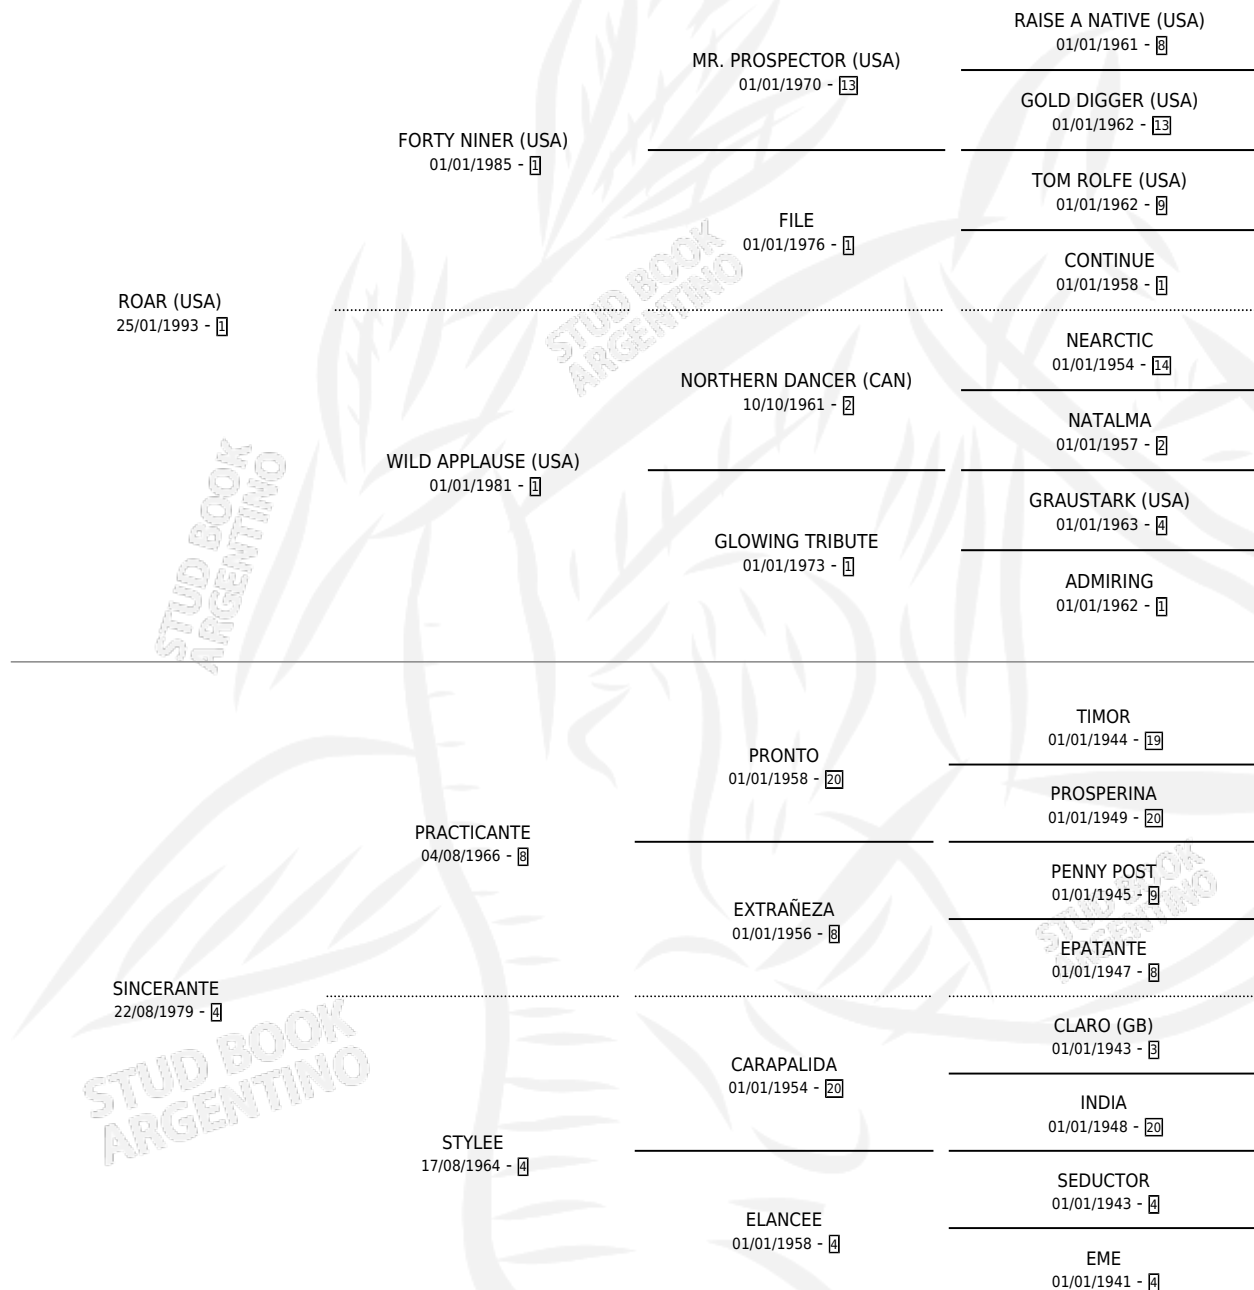 RAISE A NATIVE (USA)
01/01/1961 - 8
MR. PROSPECTOR (USA)
01/01/1970 - 13
GOLD DIGGER (USA)
01/01/1962 - 13
FORTY NINER (USA)
01/01/1985 - 1
TOM ROLFE (USA)
01/01/1962 - 9
FILE
01/01/1976 - 1
CONTINUE
01/01/1958 - 1
ROAR (USA)
25/01/1993 - 1
NEARCTIC
01/01/1954 - 14
NORTHERN DANCER (CAN)
10/10/1961 - 2
NATALMA
01/01/1957 - 2
WILD APPLAUSE (USA)
01/01/1981 - 1
GRAUSTARK (USA)
01/01/1963 - 4
GLOWING TRIBUTE
01/01/1973 - 1
ADMIRING
01/01/1962 - 1
STUD BOOK
ARGENTINO
STUD BOOK
ARGENTINO
TIMOR
01/01/1944 - 19
PRONTO
01/01/1958 - 20
PROSPERINA
01/01/1949 - 20
PRACTICANTE
04/08/1966 - 8
PENNY POST
01/01/1945 - 9
EXTRAÑEZA
01/01/1956 - 8
EPATANTE
01/01/1947 - 8
SINCERANTE
22/08/1979 - 4
CLARO (GB)
01/01/1943 - 3
CARAPALIDA
01/01/1954 - 20
INDIA
01/01/1948 - 20
STYLEE
17/08/1964 - 4
SEDUCTOR
01/01/1943 - 4
ELANCEE
01/01/1958 - 4
EME
01/01/1941 - 4
STUD BOOK
ARGENTINO
STUD BOOK
ARGENTINO